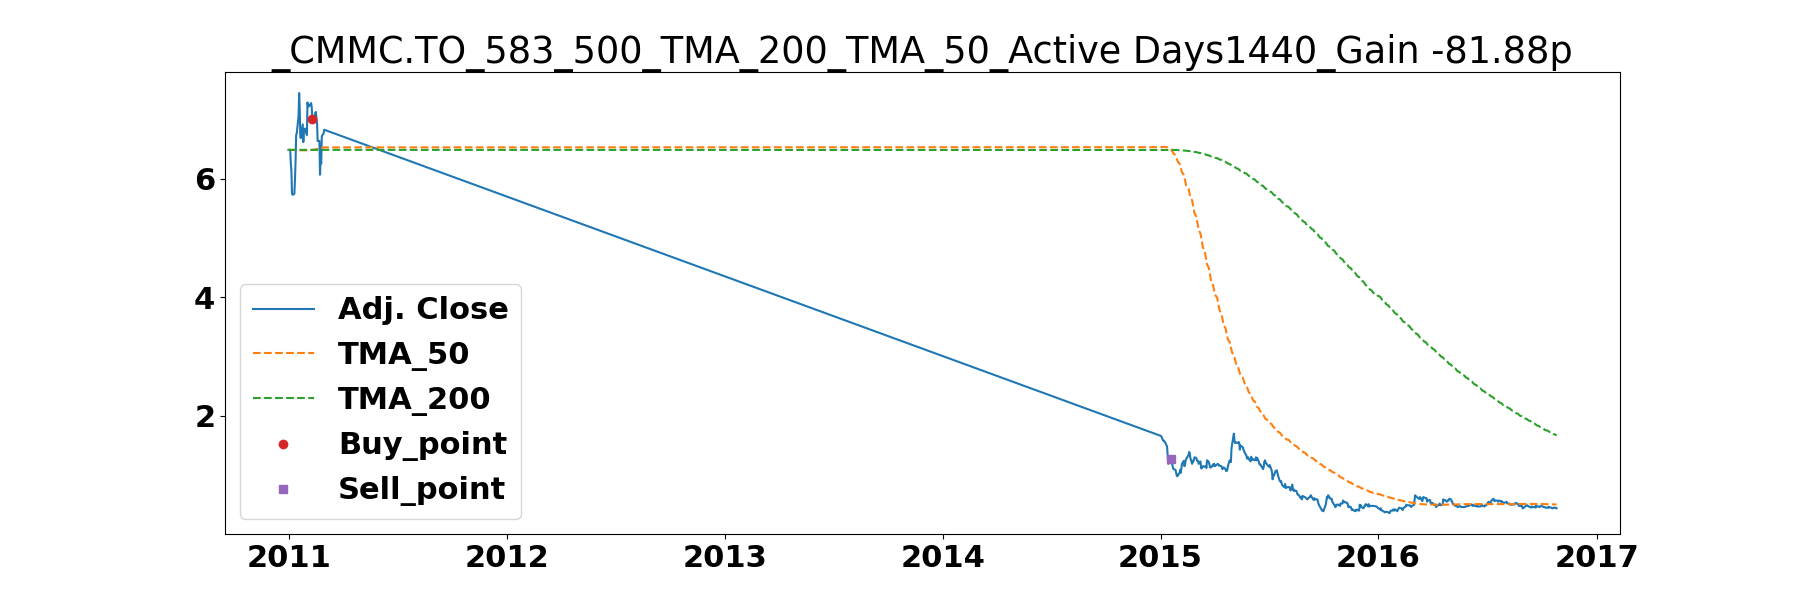 _CMMC.TO_583_500_TMA_200_TMA_50_Active Days1440_Gain -81.88p
6
4
2
Adj. Close
TMA_50
TMA_200
Buy_point
Sell_point
2011 2012 2013 2014 2015 2016 2017